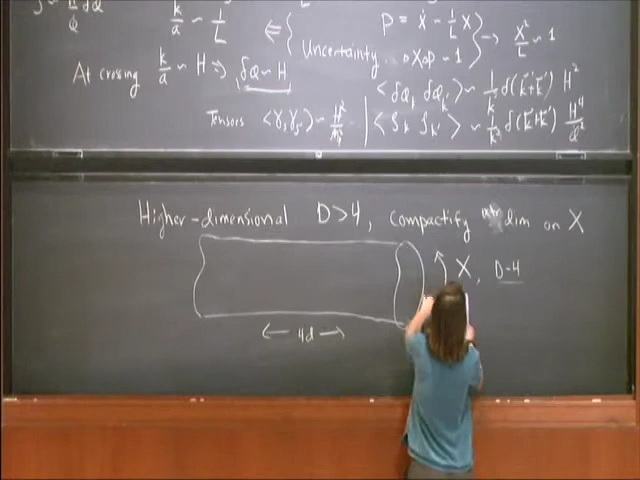 k/a ~ 1/L ⇐ { P = Ẋ ~ 1/L X } → X²/L ~ 1
Uncertainty ΔXΔP ~ 1
At crossing k/a ~ H ⇒ δQ ~ H
< δQ_k δQ_k' > ~ 1/k³ δ(k⃗+k⃗') H²
Tensors <γ_s γ_s'> ~ H²/M_p² | < ζ_k ζ_k' > ~ 1/k³ δ(k⃗+k⃗') H⁴/Q̇²
Higher-dimensional D>4, compactify dim on X
X, D-4
← 4d →